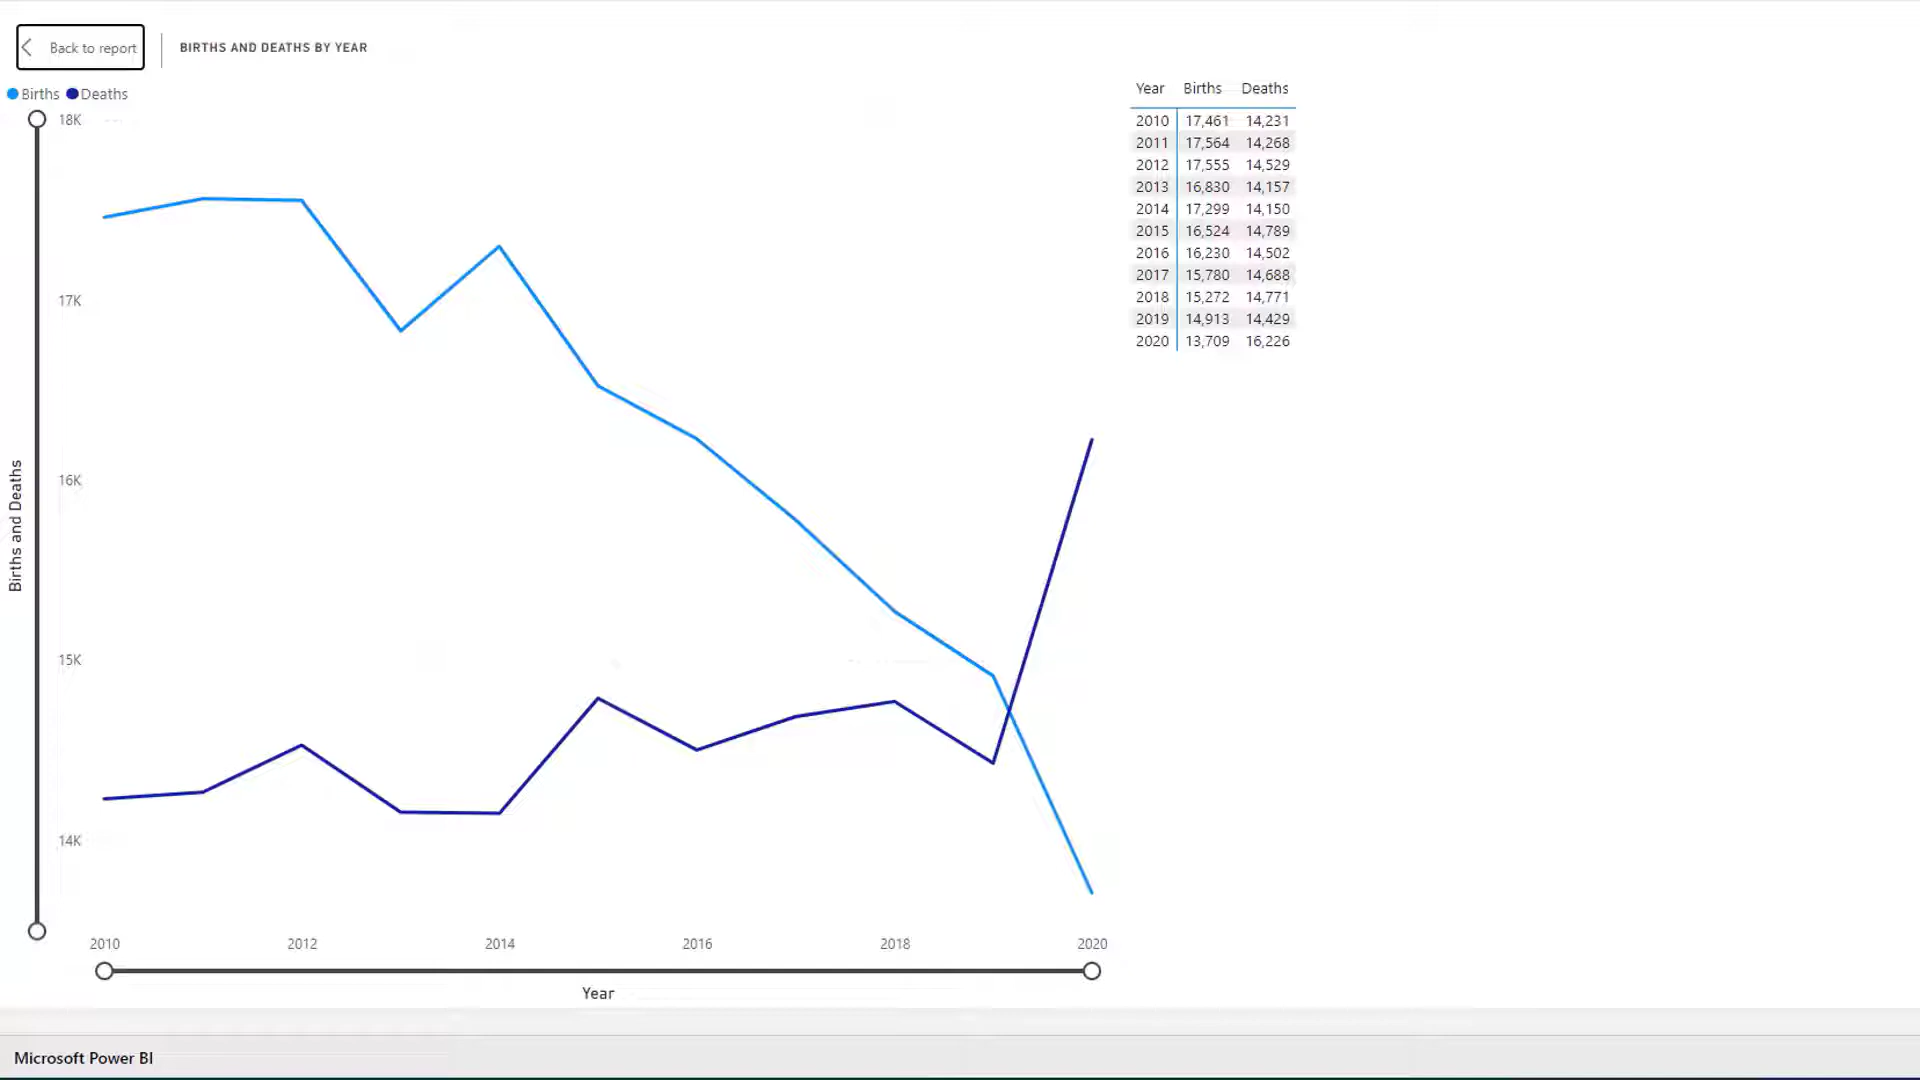 Back to report
BIRTHS AND DEATHS BY YEAR
Births Deaths
18K
17K
16K
15K
14K
Births and Deaths
2010 2012 2014 2016 2018 2020
Year
Year Births Deaths
2010 17,461 14,231
2011 17,564 14,268
2012 17,555 14,529
2013 16,830 14,157
2014 17,299 14,150
2015 16,524 14,789
2016 16,230 14,502
2017 15,780 14,688
2018 15,272 14,771
2019 14,913 14,429
2020 13,709 16,226
Microsoft Power BI